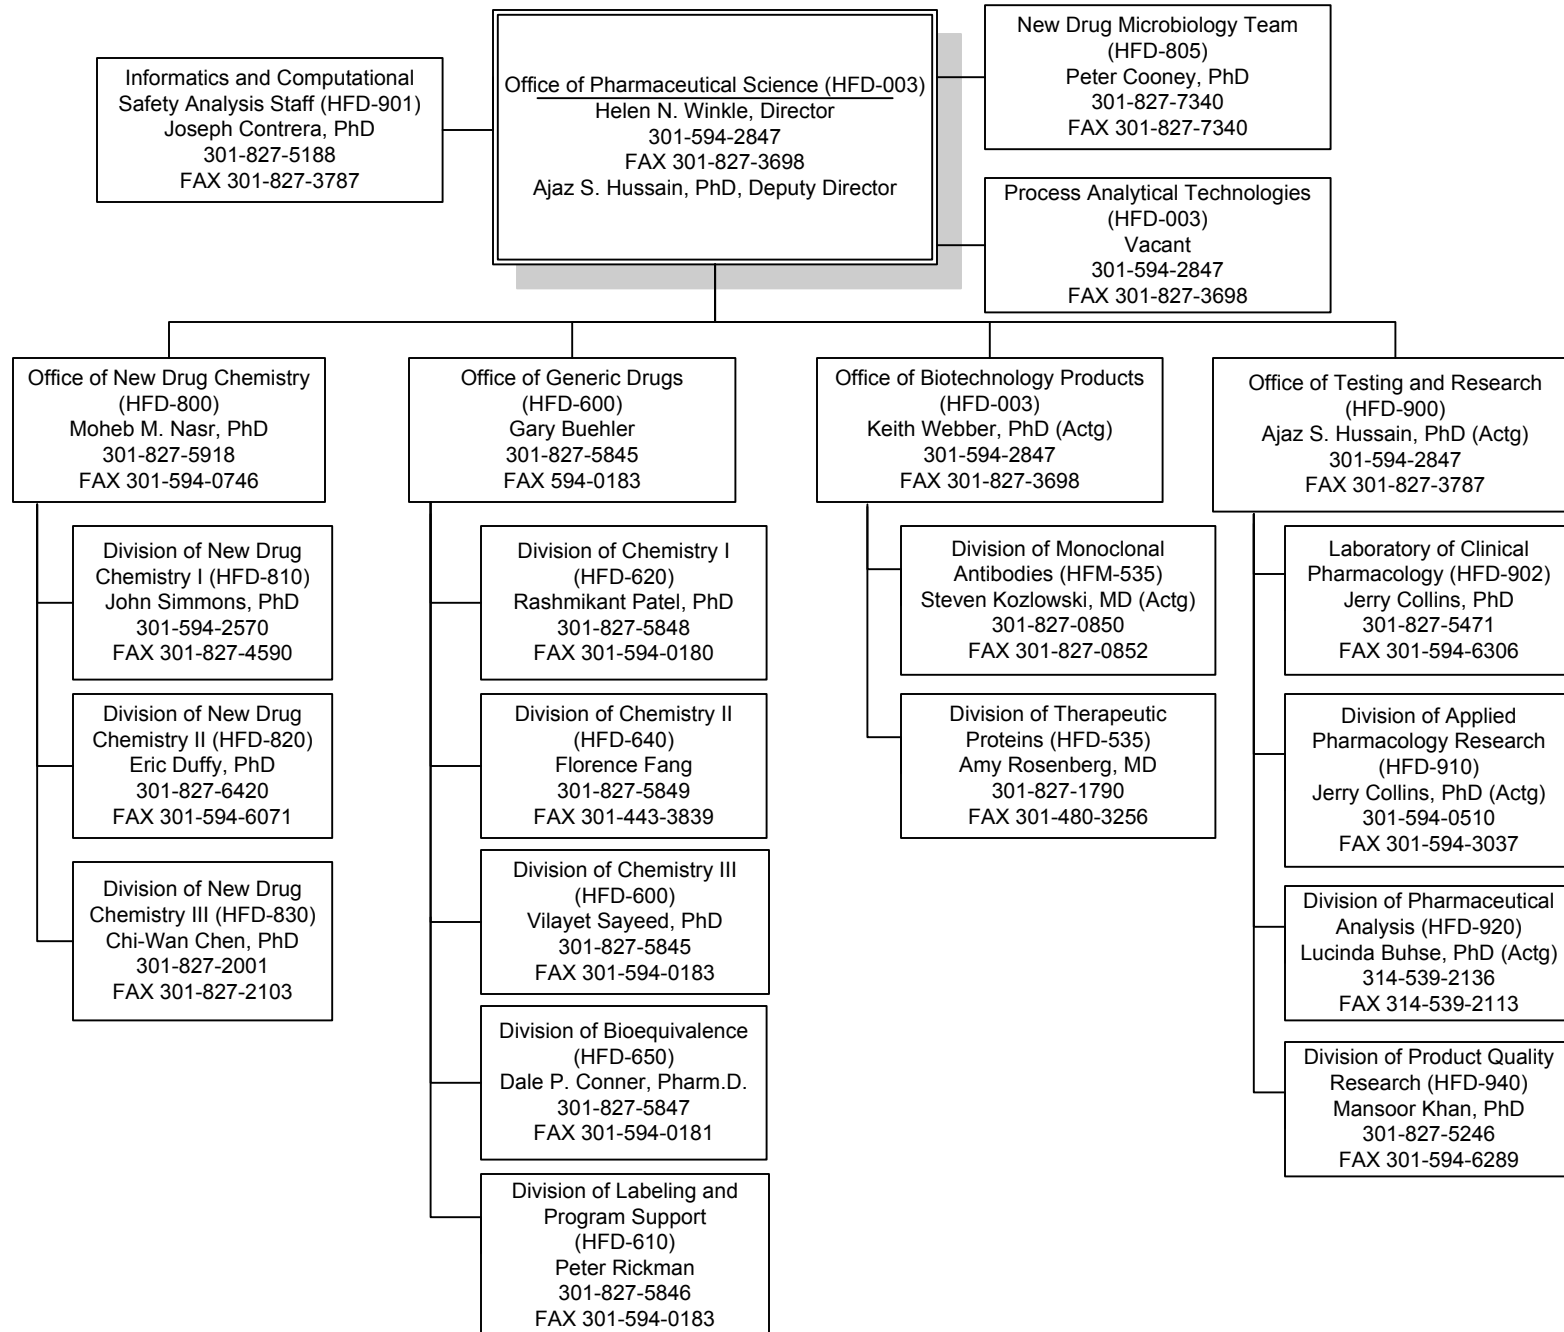 Informatics and Computational
Safety Analysis Staff (HFD-901)
Joseph Contrera, PhD
301-827-5188
FAX 301-827-3787
Office of Pharmaceutical Science (HFD-003)
Helen N. Winkle, Director
301-594-2847
FAX 301-827-3698
Ajaz S. Hussain, PhD, Deputy Director
New Drug Microbiology Team
(HFD-805)
Peter Cooney, PhD
301-827-7340
FAX 301-827-7340
Process Analytical Technologies
(HFD-003)
Vacant
301-594-2847
FAX 301-827-3698
Office of New Drug Chemistry
(HFD-800)
Moheb M. Nasr, PhD
301-827-5918
FAX 301-594-0746
Division of New Drug
Chemistry I (HFD-810)
John Simmons, PhD
301-594-2570
FAX 301-827-4590
Division of New Drug
Chemistry II (HFD-820)
Eric Duffy, PhD
301-827-6420
FAX 301-594-6071
Division of New Drug
Chemistry III (HFD-830)
Chi-Wan Chen, PhD
301-827-2001
FAX 301-827-2103
Office of Generic Drugs
(HFD-600)
Gary Buehler
301-827-5845
FAX 594-0183
Division of Chemistry I
(HFD-620)
Rashmikant Patel, PhD
301-827-5848
FAX 301-594-0180
Division of Chemistry II
(HFD-640)
Florence Fang
301-827-5849
FAX 301-443-3839
Division of Chemistry III
(HFD-600)
Vilayet Sayeed, PhD
301-827-5845
FAX 301-594-0183
Division of Bioequivalence
(HFD-650)
Dale P. Conner, Pharm.D.
301-827-5847
FAX 301-594-0181
Division of Labeling and
Program Support
(HFD-610)
Peter Rickman
301-827-5846
FAX 301-594-0183
Office of Biotechnology Products
(HFD-003)
Keith Webber, PhD (Actg)
301-594-2847
FAX 301-827-3698
Division of Monoclonal
Antibodies (HFM-535)
Steven Kozlowski, MD (Actg)
301-827-0850
FAX 301-827-0852
Division of Therapeutic
Proteins (HFD-535)
Amy Rosenberg, MD
301-827-1790
FAX 301-480-3256
Office of Testing and Research
(HFD-900)
Ajaz S. Hussain, PhD (Actg)
301-594-2847
FAX 301-827-3787
Laboratory of Clinical
Pharmacology (HFD-902)
Jerry Collins, PhD
301-827-5471
FAX 301-594-6306
Division of Applied
Pharmacology Research
(HFD-910)
Jerry Collins, PhD (Actg)
301-594-0510
FAX 301-594-3037
Division of Pharmaceutical
Analysis (HFD-920)
Lucinda Buhse, PhD (Actg)
314-539-2136
FAX 314-539-2113
Division of Product Quality
Research (HFD-940)
Mansoor Khan, PhD
301-827-5246
FAX 301-594-6289